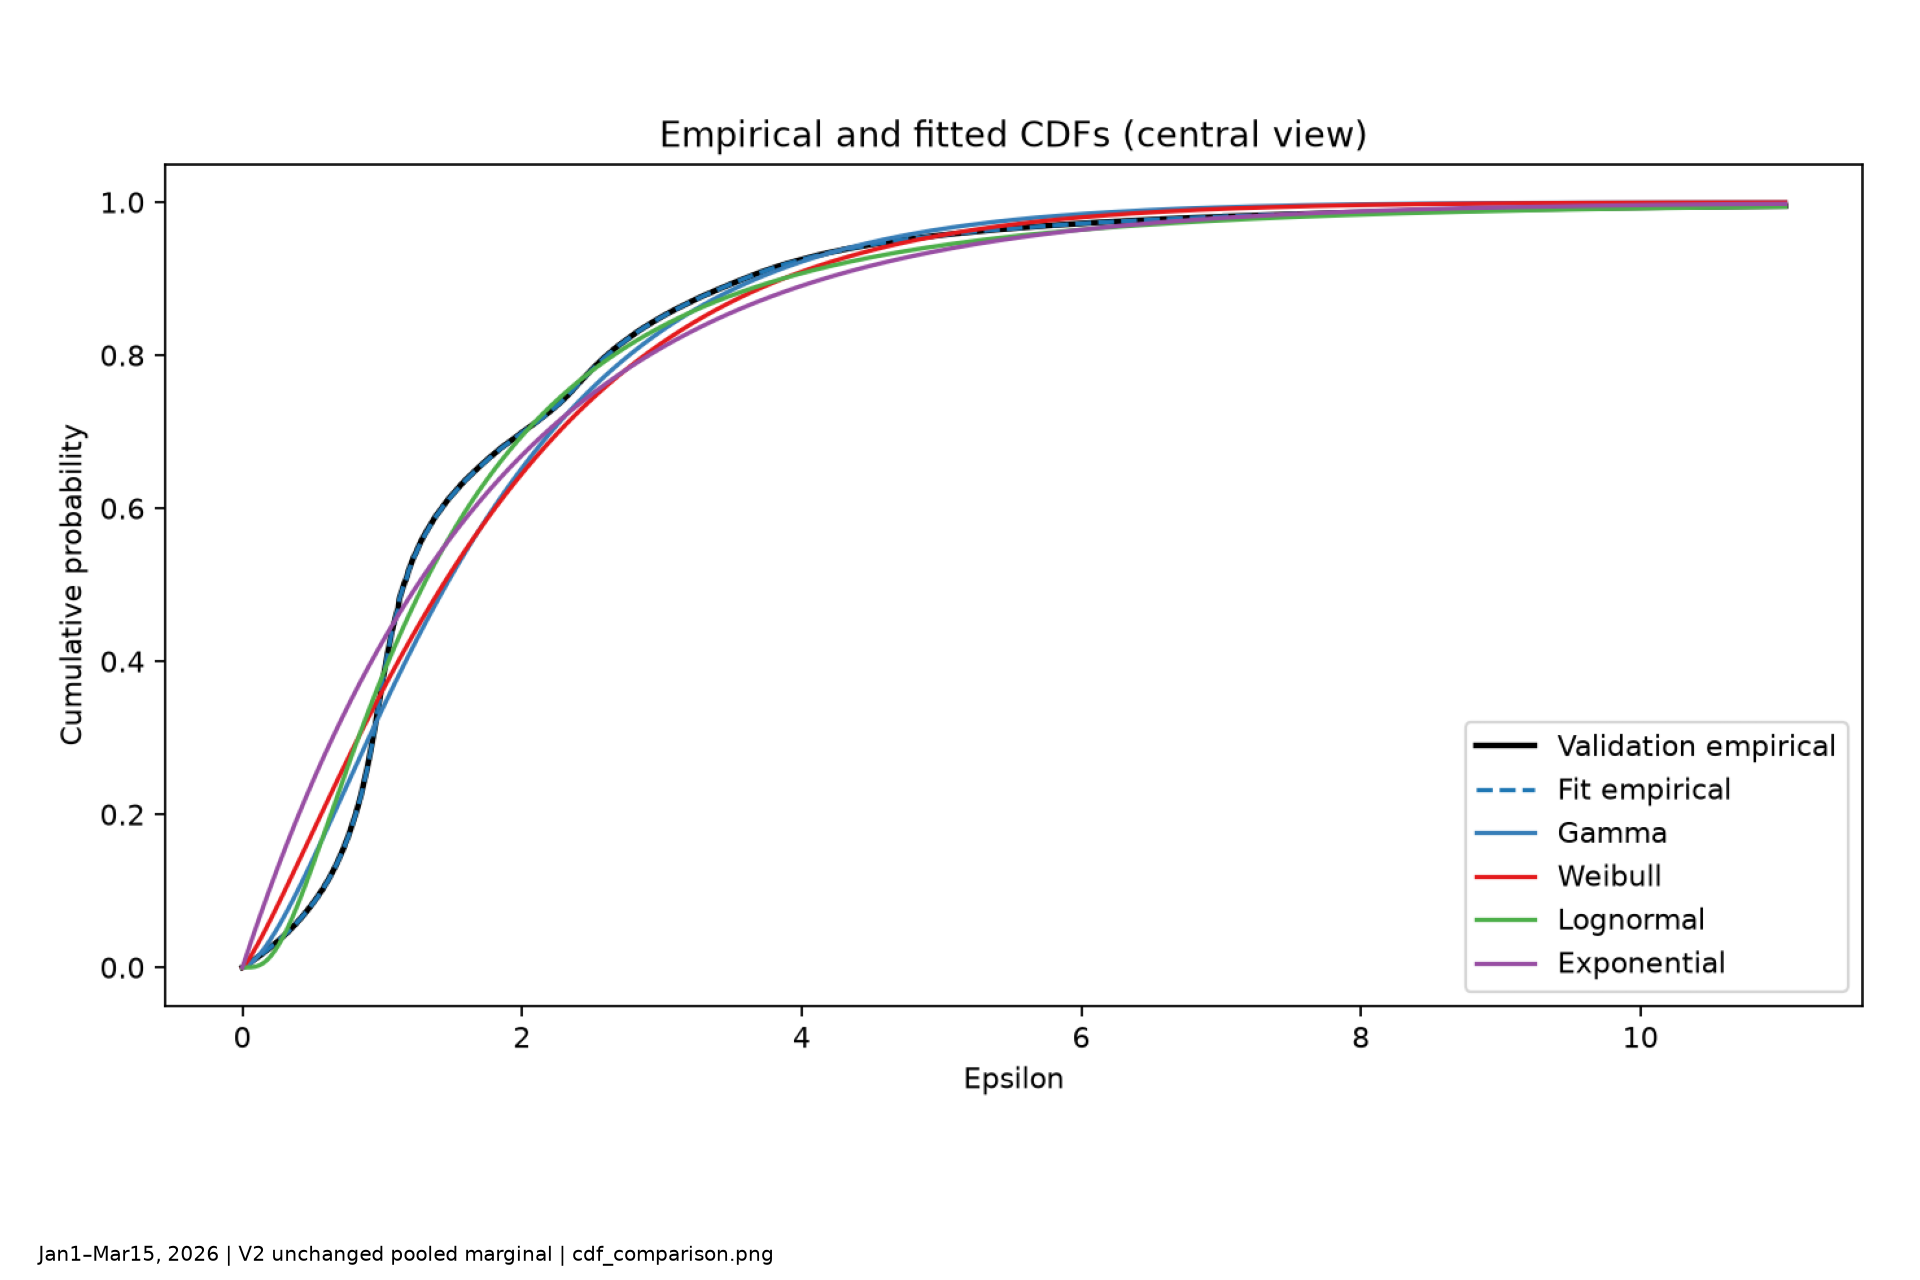 Empirical and fitted CDFs (central view)
1.0
0.8
0.6
0.4
0.2
0.0
Cumulative probability
Validation empirical
Fit empirical
Gamma
Weibull
Lognormal
Exponential
0 2 4 6 8 10
Epsilon
Jan1–Mar15, 2026 | V2 unchanged pooled marginal | cdf_comparison.png